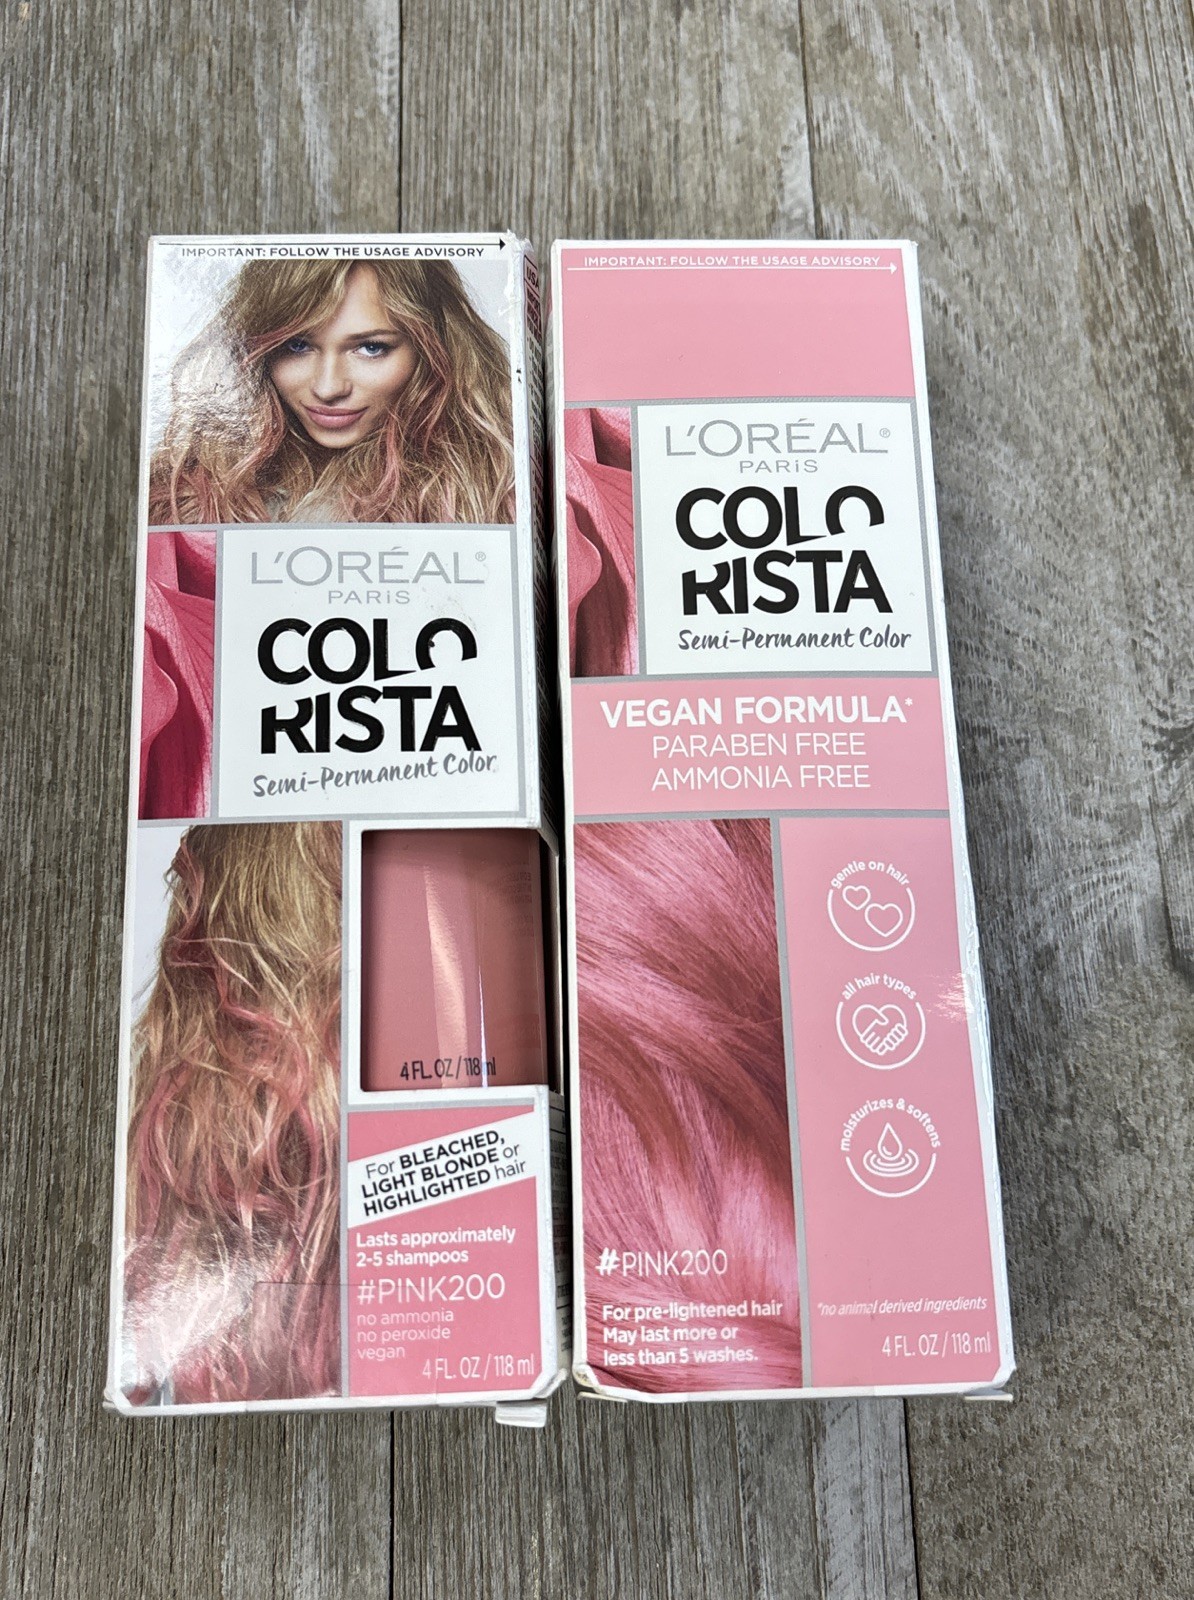 IMPORTANT: FOLLOW THE USAGE ADVISORY
L'ORÉAL®
PARiS
COLO
RISTA
Semi-Permanent Color
4 FL. OZ / 118 ml
For BLEACHED,
LIGHT BLONDE or
HIGHLIGHTED hair
Lasts approximately
2-5 shampoos
#PINK200
no ammonia
no peroxide
vegan
4 FL. OZ / 118 ml
IMPORTANT: FOLLOW THE USAGE ADVISORY
L'ORÉAL®
PARiS
COLO
RISTA
Semi-Permanent Color
VEGAN FORMULA*
PARABEN FREE
AMMONIA FREE
gentle on hair
all hair types
moisturizes & softens
#PINK200
For pre-lightened hair
May last more or
less than 5 washes.
*no animal derived ingredients
4 FL. OZ / 118 ml